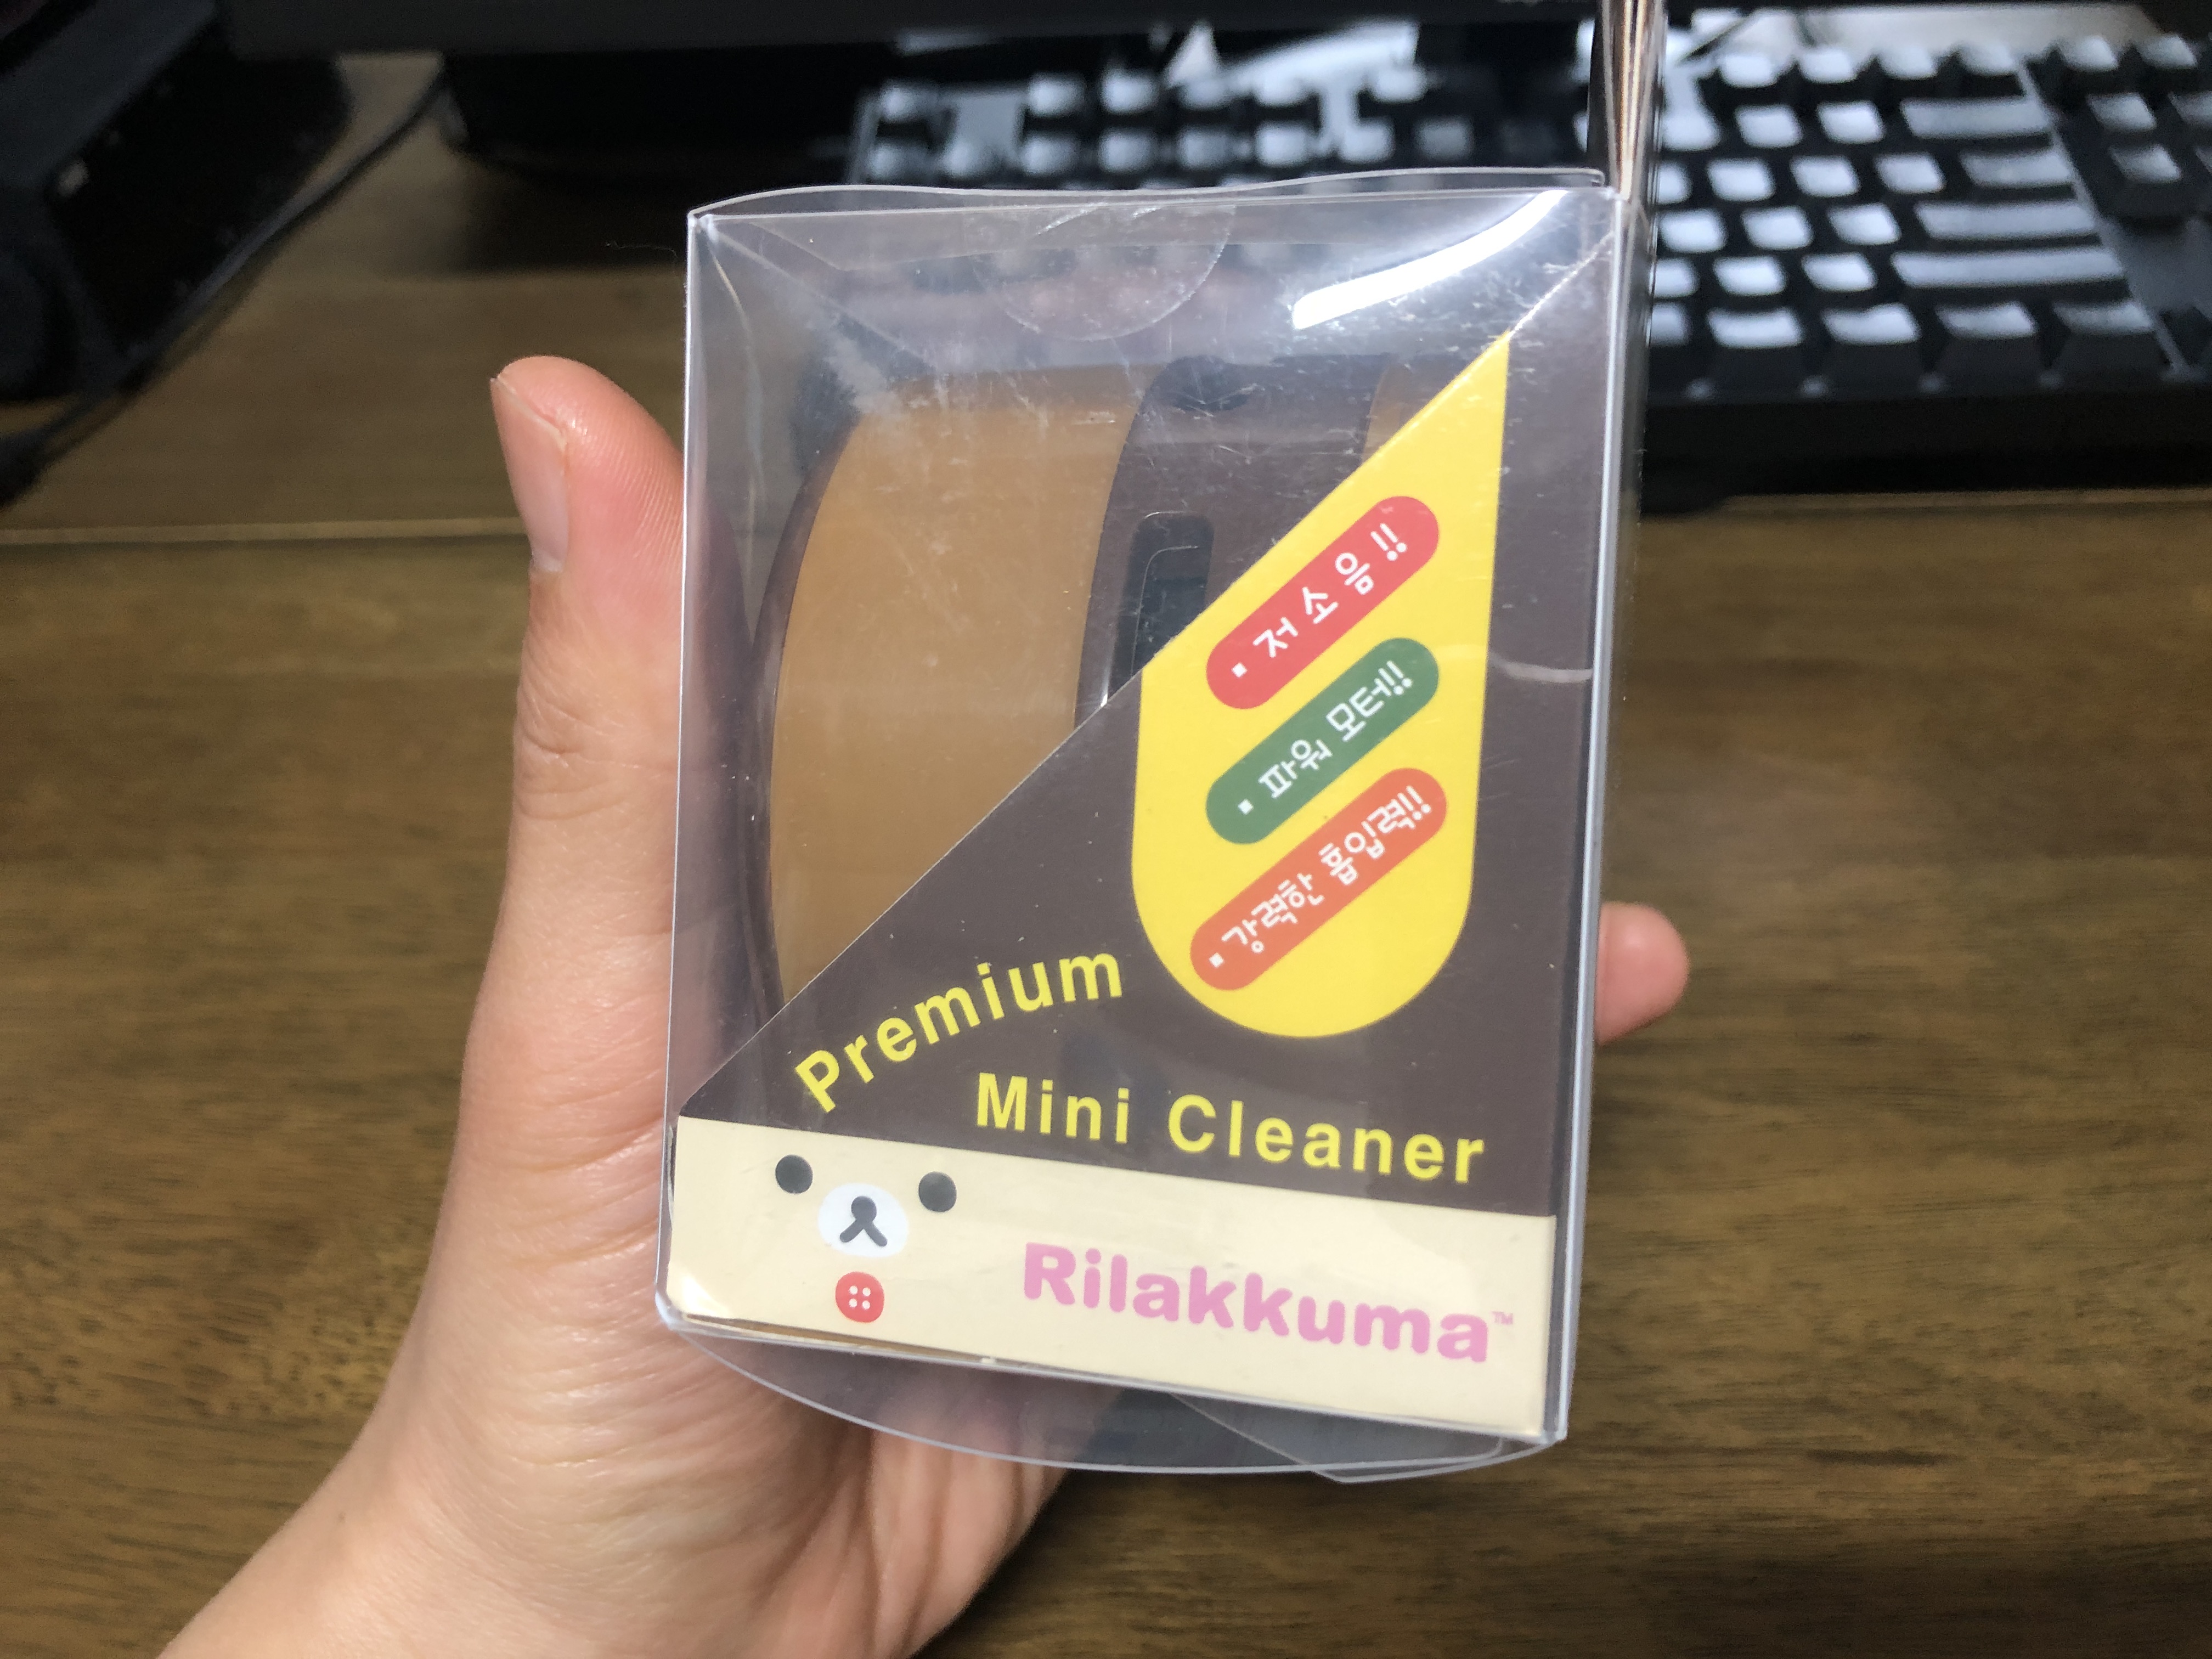 · 저소음!!
· 파워 모터!!
· 강력한 흡입력!!
Premium
Mini Cleaner
Rilakkuma™